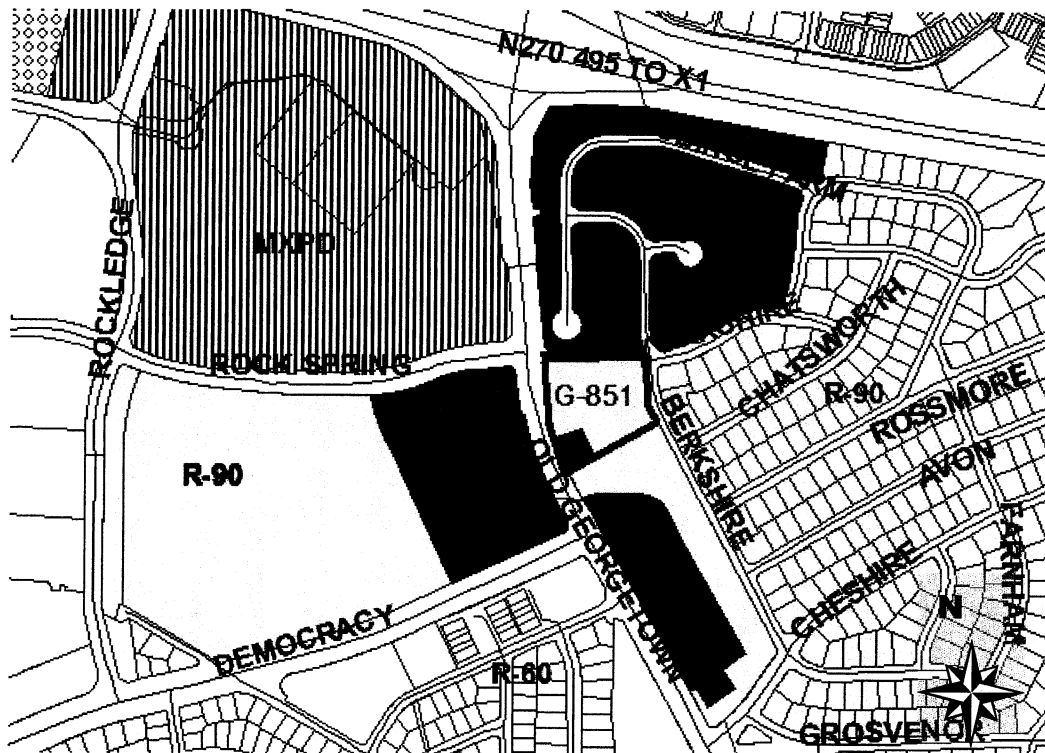 N270 495 TO X1
MXPD
ROCKLEDGE
ROCK SPRING
CHATSWORTH
G-851
R-90
ROSSMORE
BERKSHIRE
AVON
R-90
OLD GEORGETOWN
FARNHAM
CHESHIRE
N
DEMOCRACY
R-60
GROSVENOR